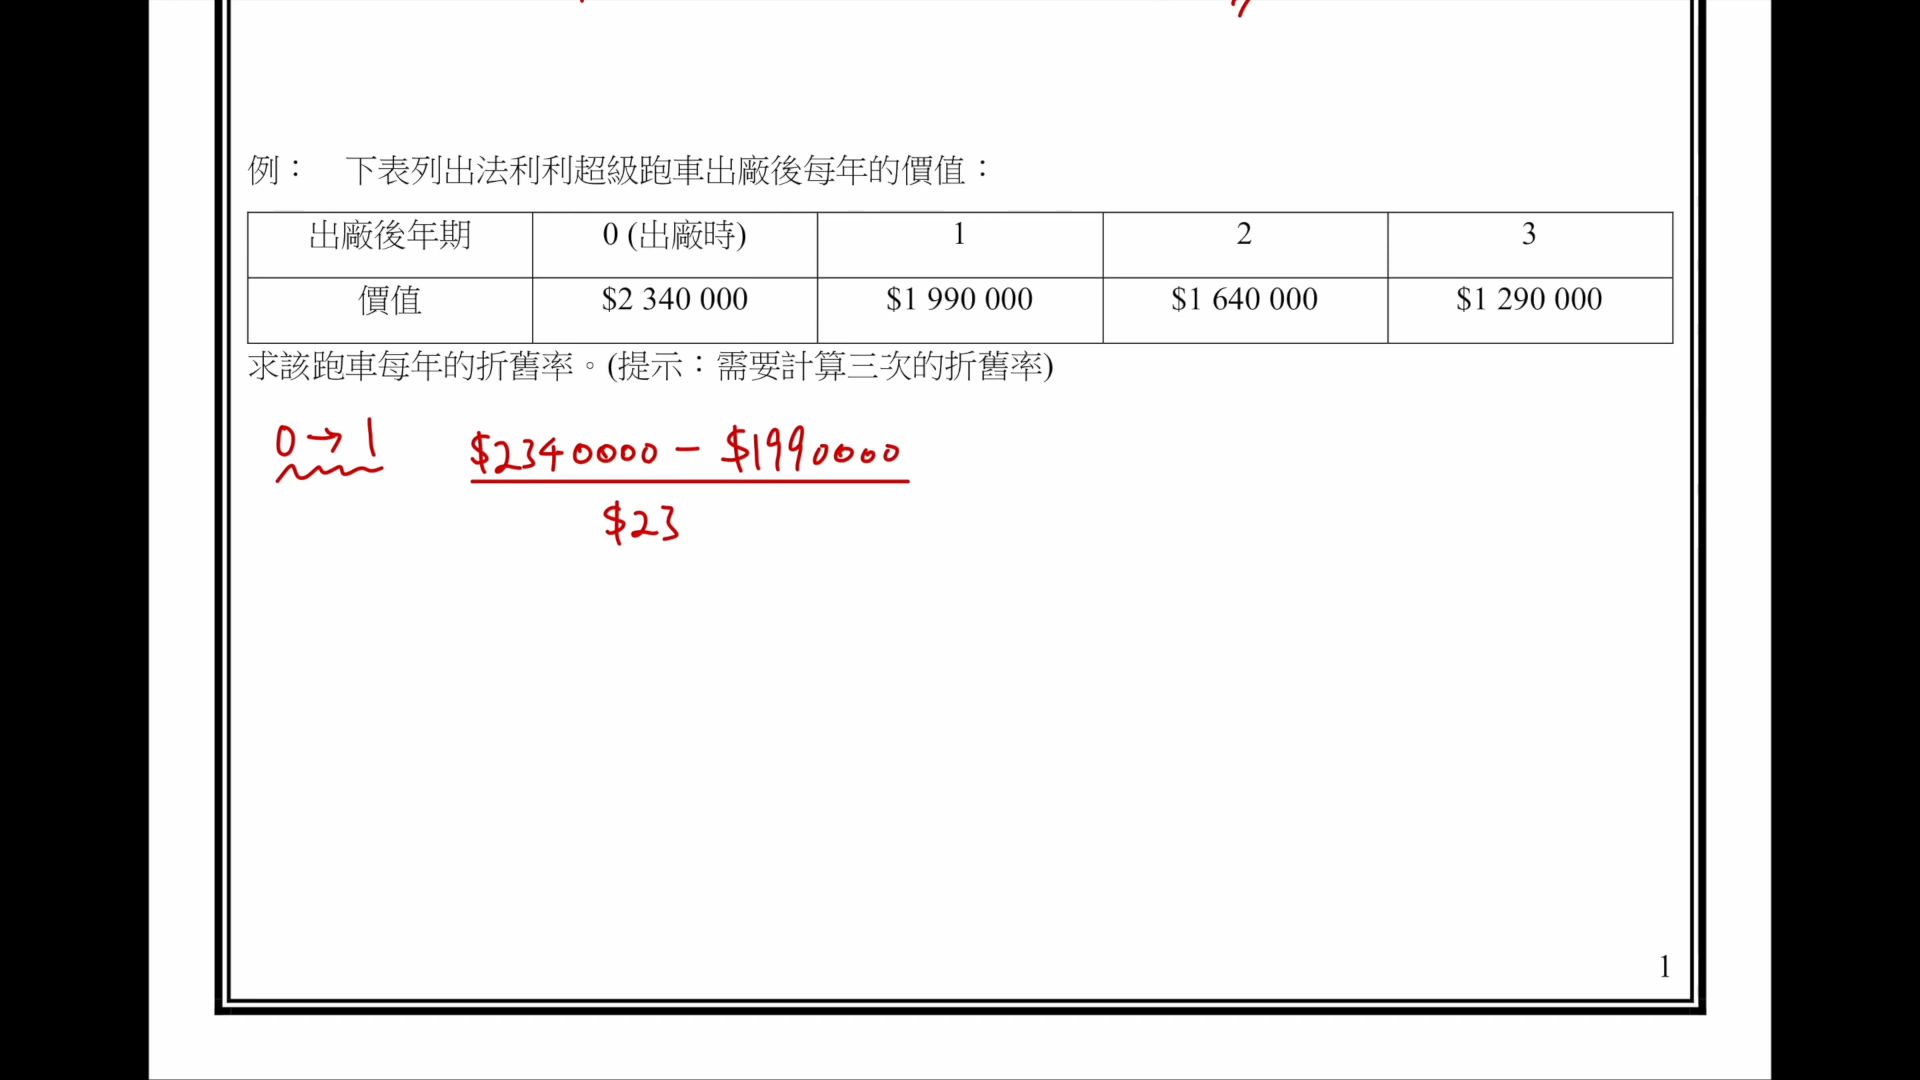 例： 下表列出法利利超級跑車出廠後每年的價值：
出廠後年期 0 (出廠時) 1 2 3
價值 $2 340 000 $1 990 000 $1 640 000 $1 290 000
求該跑車每年的折舊率。(提示：需要計算三次的折舊率)
0→1 $2340000 - $1990000
$23
1